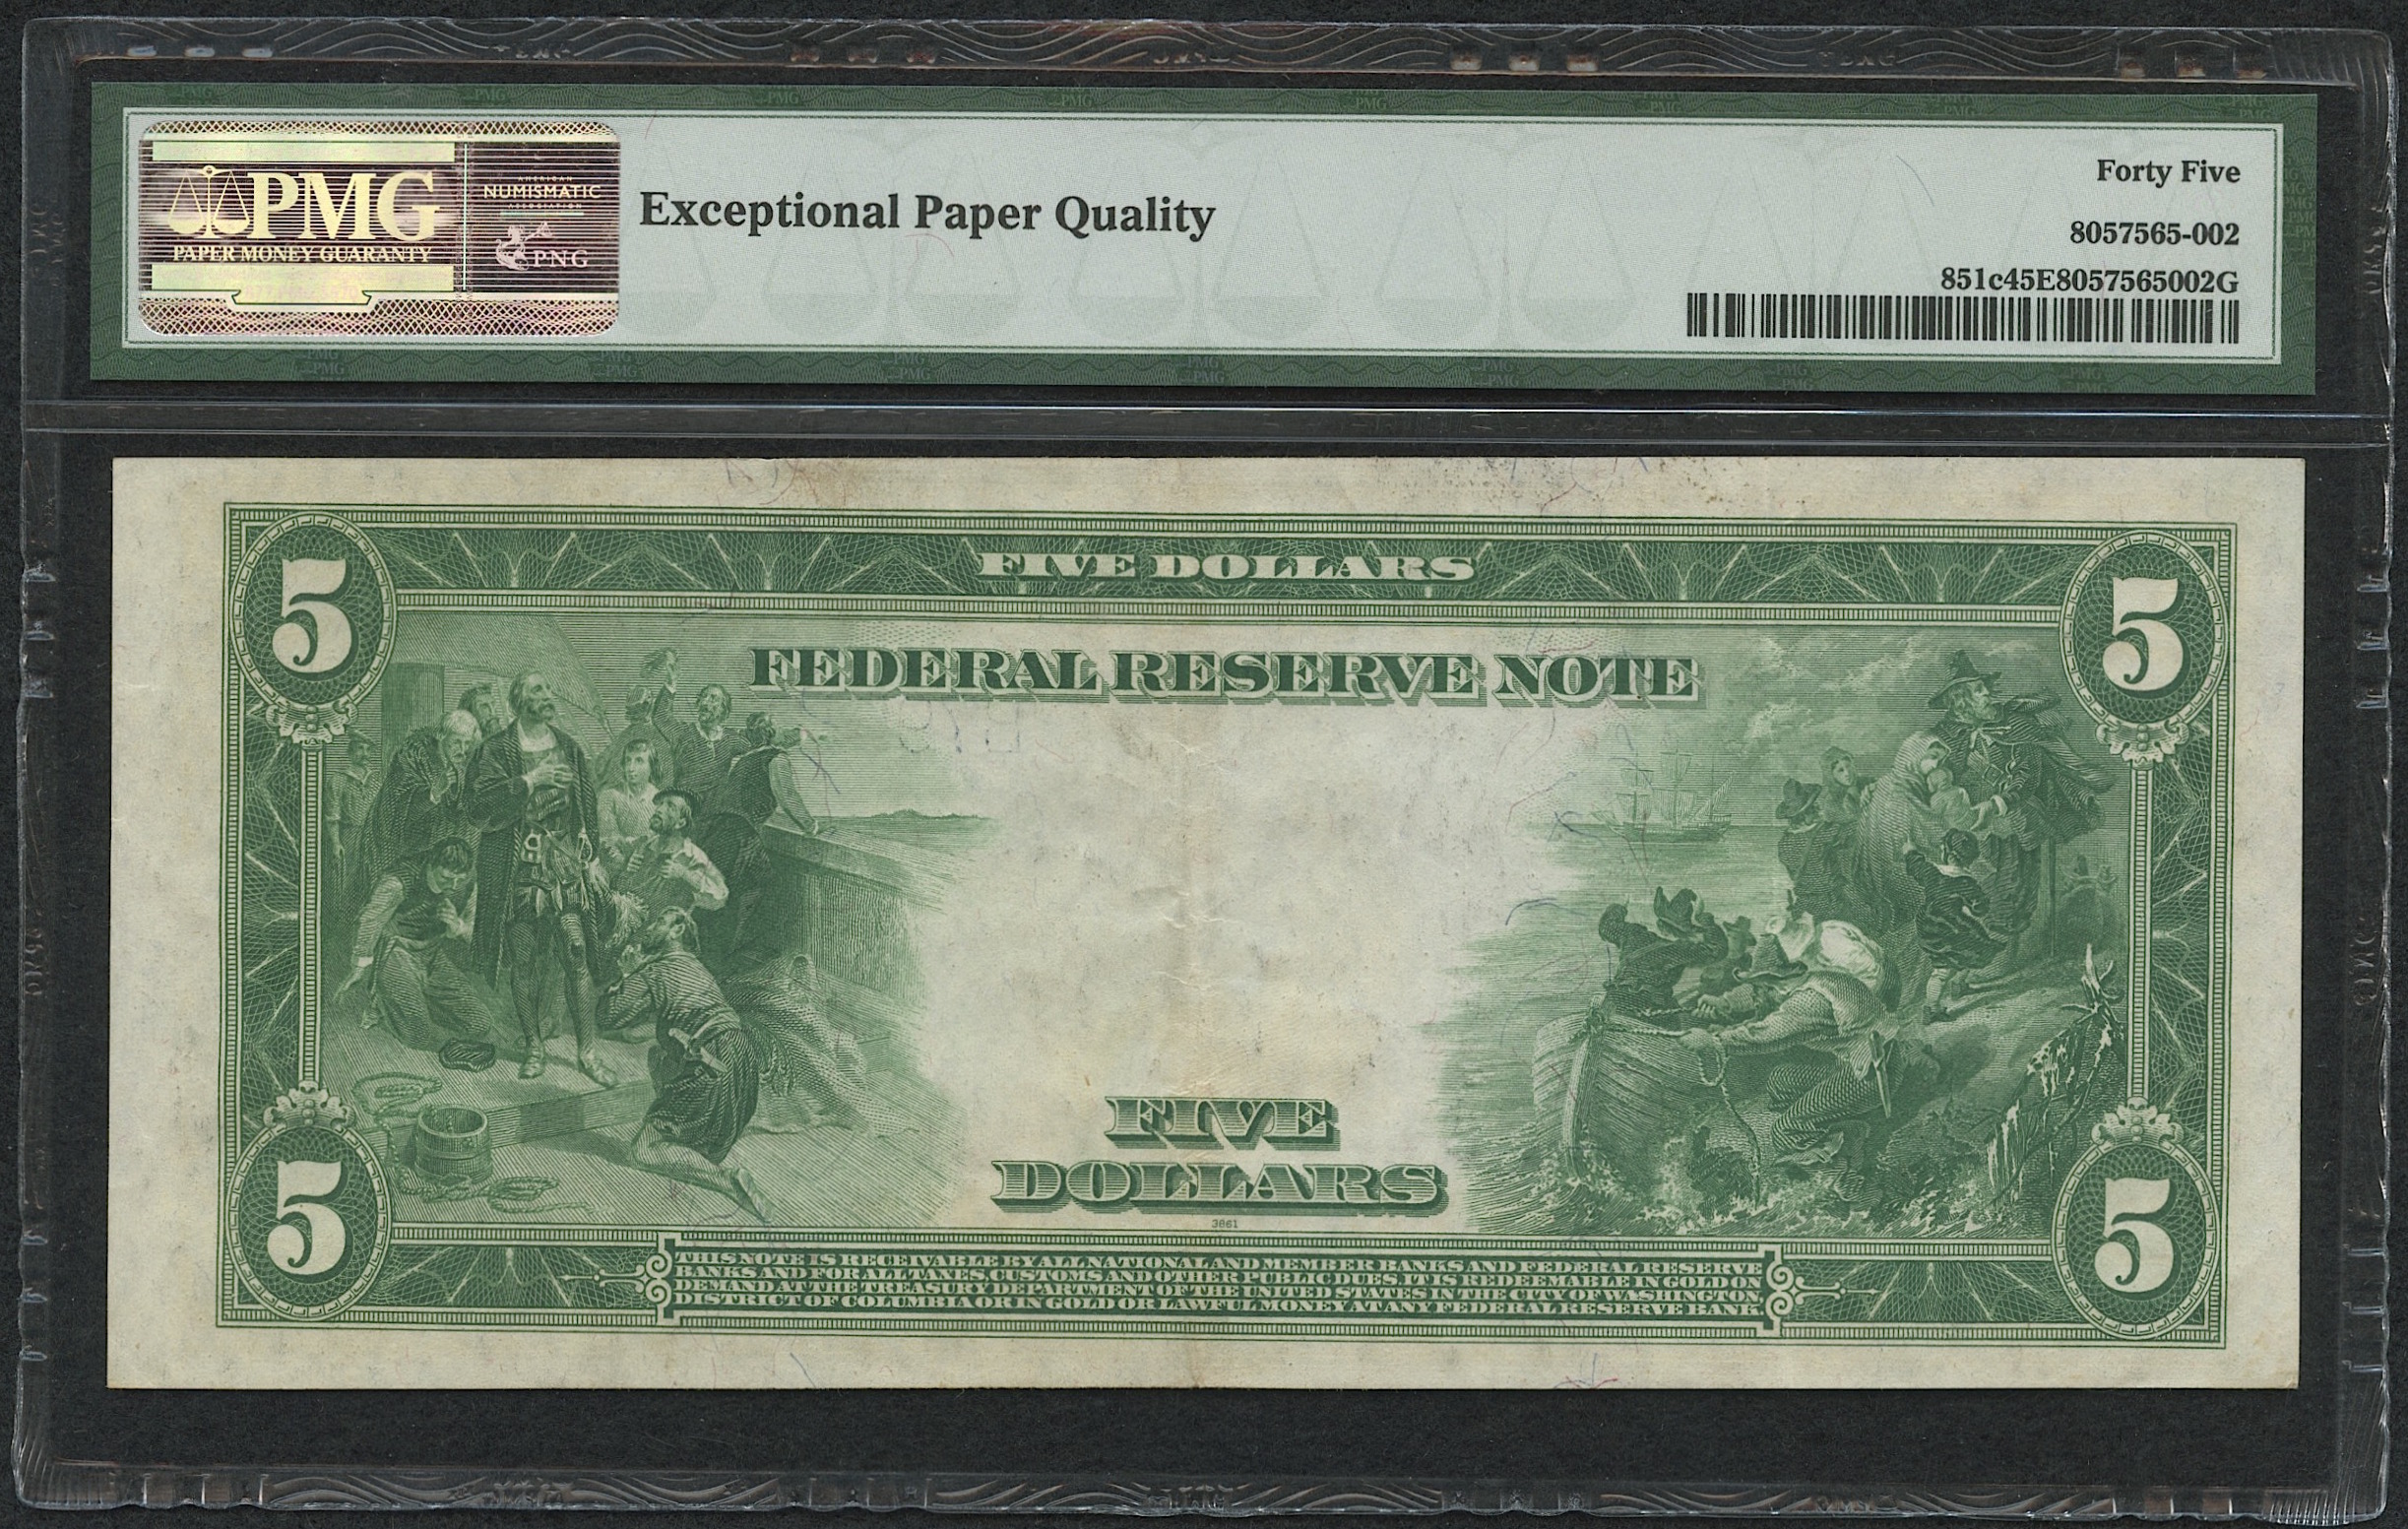 PMG
PAPER MONEY GUARANTY
AMERICAN
NUMISMATIC
ASSOCIATION
PNG
Exceptional Paper Quality
Forty Five
8057565-002
851c45E8057565002G
5
FIVE DOLLARS
5
FEDERAL RESERVE NOTE
FIVE
DOLLARS
3861
5
5
THIS NOTE IS RECEIVABLE BY ALL NATIONAL AND MEMBER BANKS AND FEDERAL RESERVE
BANKS AND FOR ALL TAXES, CUSTOMS AND OTHER PUBLIC DUES. IT IS REDEEMABLE IN GOLD ON
DEMAND AT THE TREASURY DEPARTMENT OF THE UNITED STATES IN THE CITY OF WASHINGTON
DISTRICT OF COLUMBIA OR IN GOLD OR LAWFUL MONEY AT ANY FEDERAL RESERVE BANK.